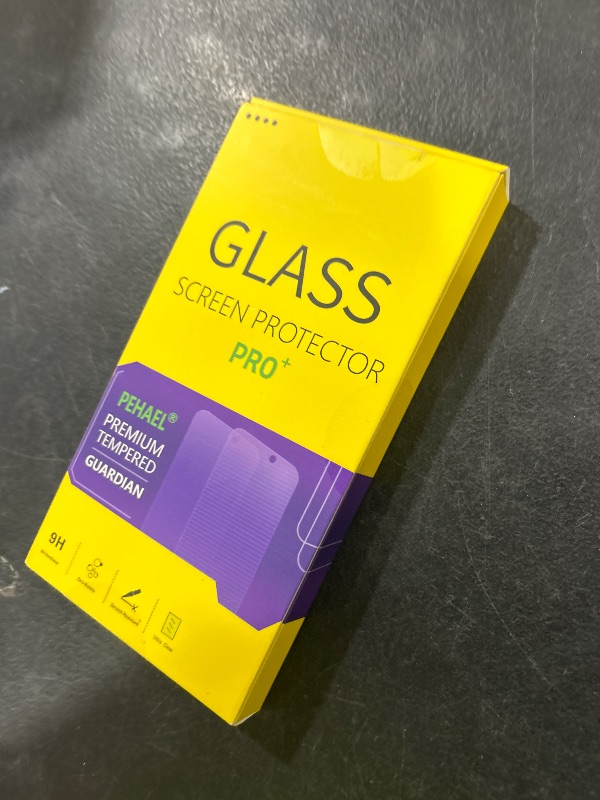 GLASS
SCREEN PROTECTOR
PRO+
PEHAEL®
PREMIUM
TEMPERED
GUARDIAN
9H